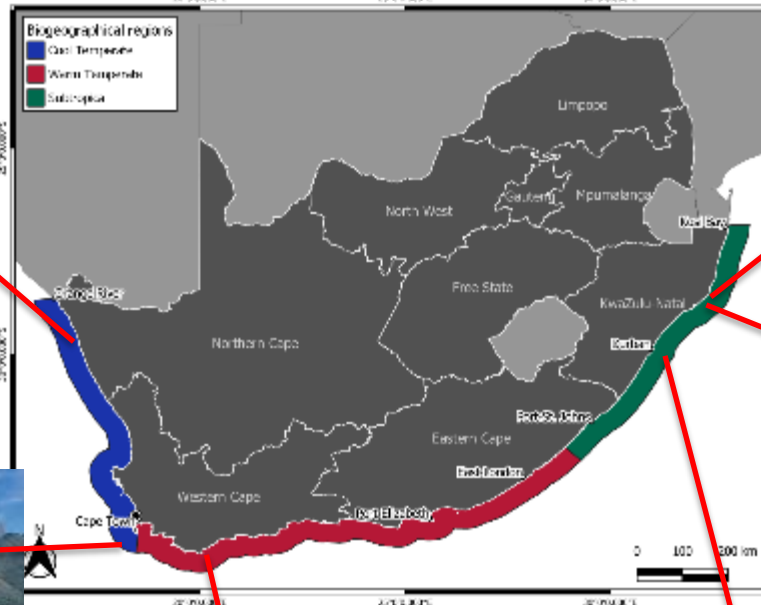 Biogeographical regions
Cool Temperate
Warm Temperate
Subtropica
Limpopo
North West
Gauteng
Mpumalanga
Kosi Bay
Orange River
Free State
KwaZulu-Natal
Northern Cape
Durban
Port St. Johns
Eastern Cape
East London
Western Cape
Cape Town
Port Elizabeth
N
0 100 200 km